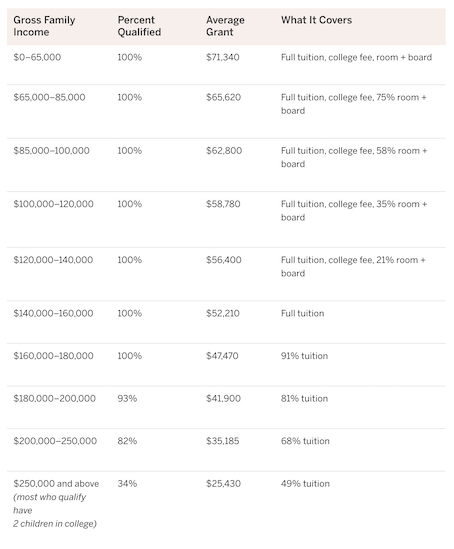 Gross Family Income	Percent Qualified	Average Grant	What It Covers
$0–65,000	100%	$71,340	Full tuition, college fee, room + board
$65,000–85,000	100%	$65,620	Full tuition, college fee, 75% room + board
$85,000–100,000	100%	$62,800	Full tuition, college fee, 58% room + board
$100,000–120,000	100%	$58,780	Full tuition, college fee, 35% room + board
$120,000–140,000	100%	$56,400	Full tuition, college fee, 21% room + board
$140,000–160,000	100%	$52,210	Full tuition
$160,000–180,000	100%	$47,470	91% tuition
$180,000–200,000	93%	$41,900	81% tuition
$200,000–250,000	82%	$35,185	68% tuition
$250,000 and above	34%	$25,430	49% tuition
(most who qualify
have
2 children in college)